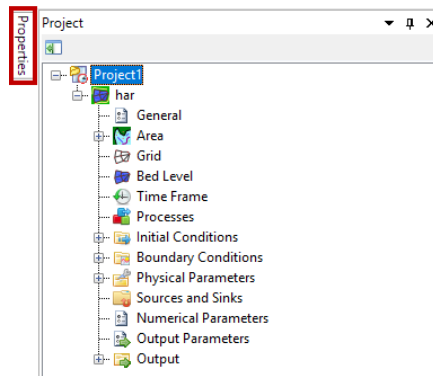 Properties
Project
Project1
har
General
Area
Grid
Bed Level
Time Frame
Processes
Initial Conditions
Boundary Conditions
Physical Parameters
Sources and Sinks
Numerical Parameters
Output Parameters
Output